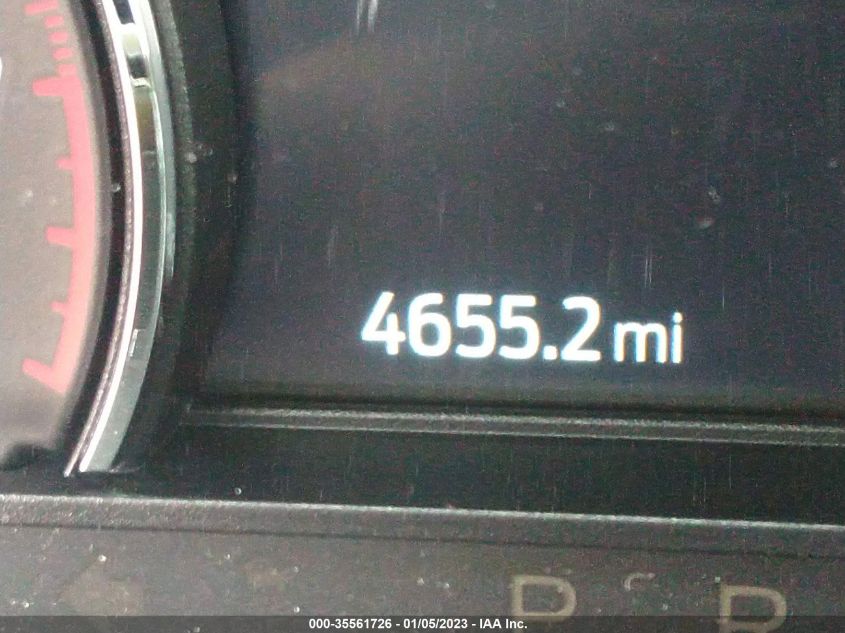 4655.2 mi
P P
000-35561726 - 01/05/2023 - IAA Inc.